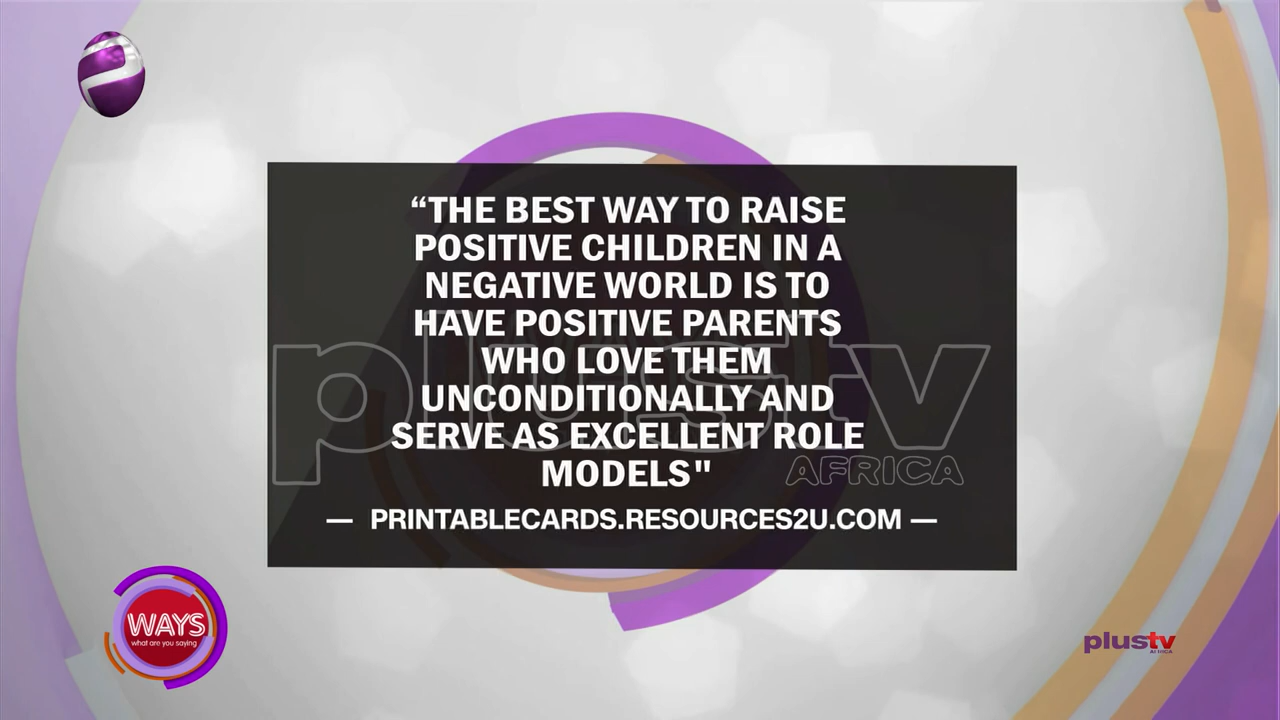 “THE BEST WAY TO RAISE
POSITIVE CHILDREN IN A
NEGATIVE WORLD IS TO
HAVE POSITIVE PARENTS
WHO LOVE THEM
UNCONDITIONALLY AND
SERVE AS EXCELLENT ROLE
MODELS"
— PRINTABLECARDS.RESOURCES2U.COM —
plustv
AFRICA
WAYS
what are you saying
plustv
AFRICA